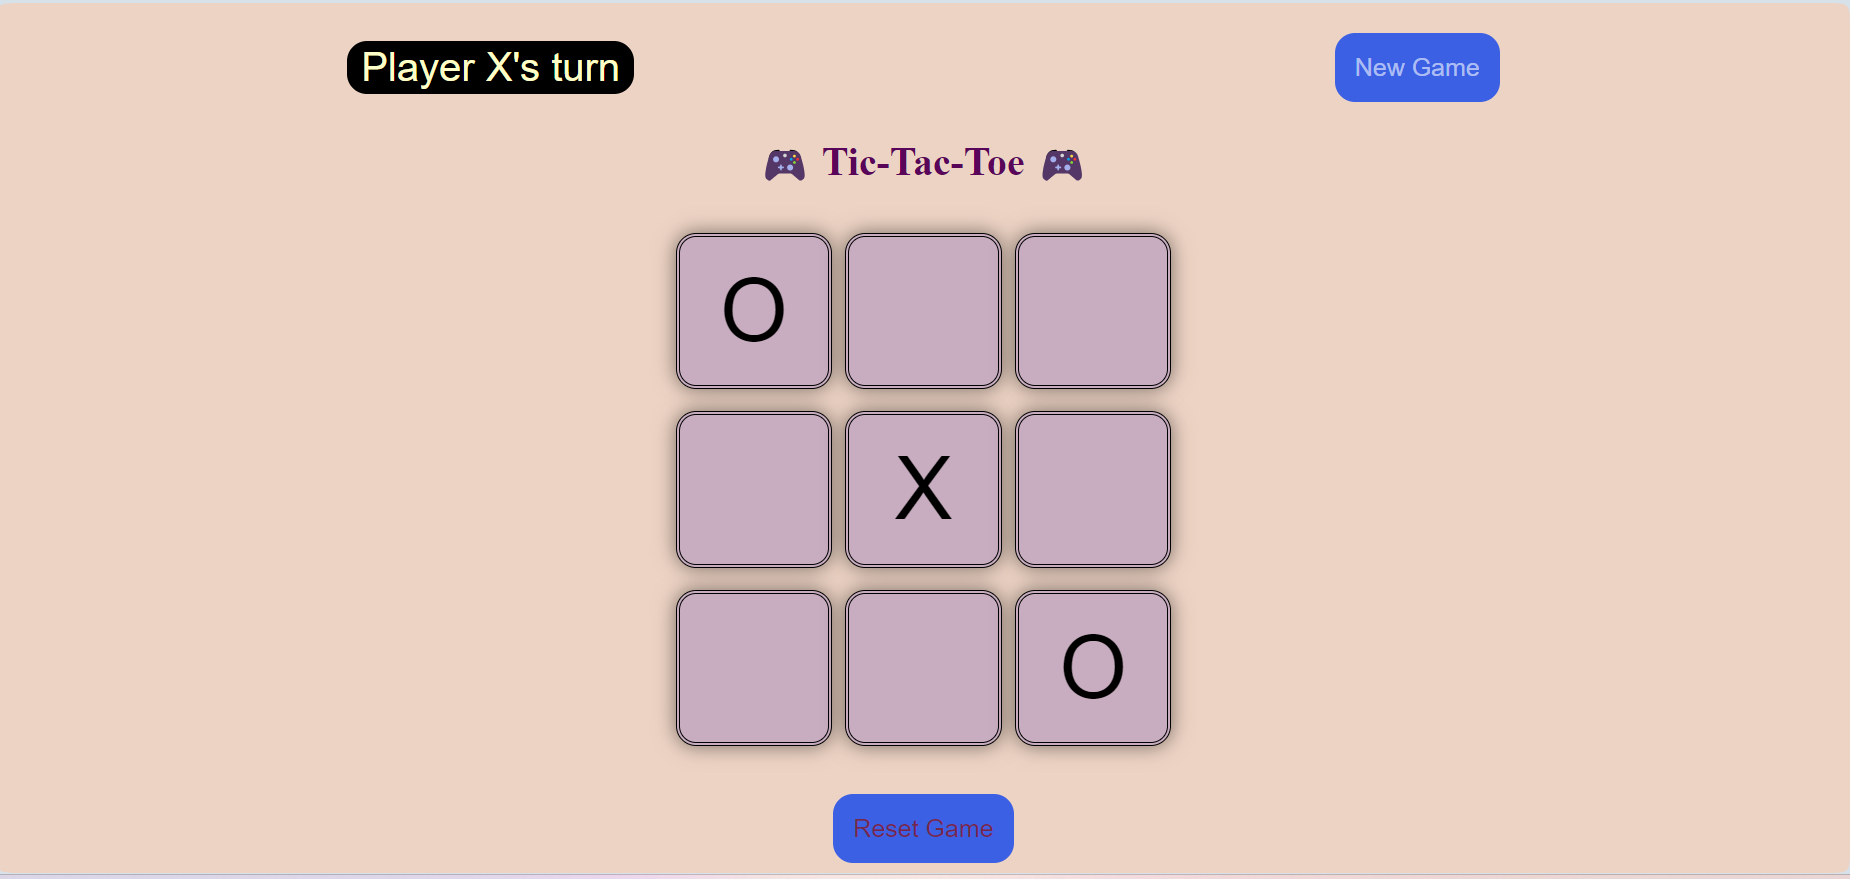 Player X's turn
New Game
🎮 Tic-Tac-Toe 🎮
O
X
O
Reset Game